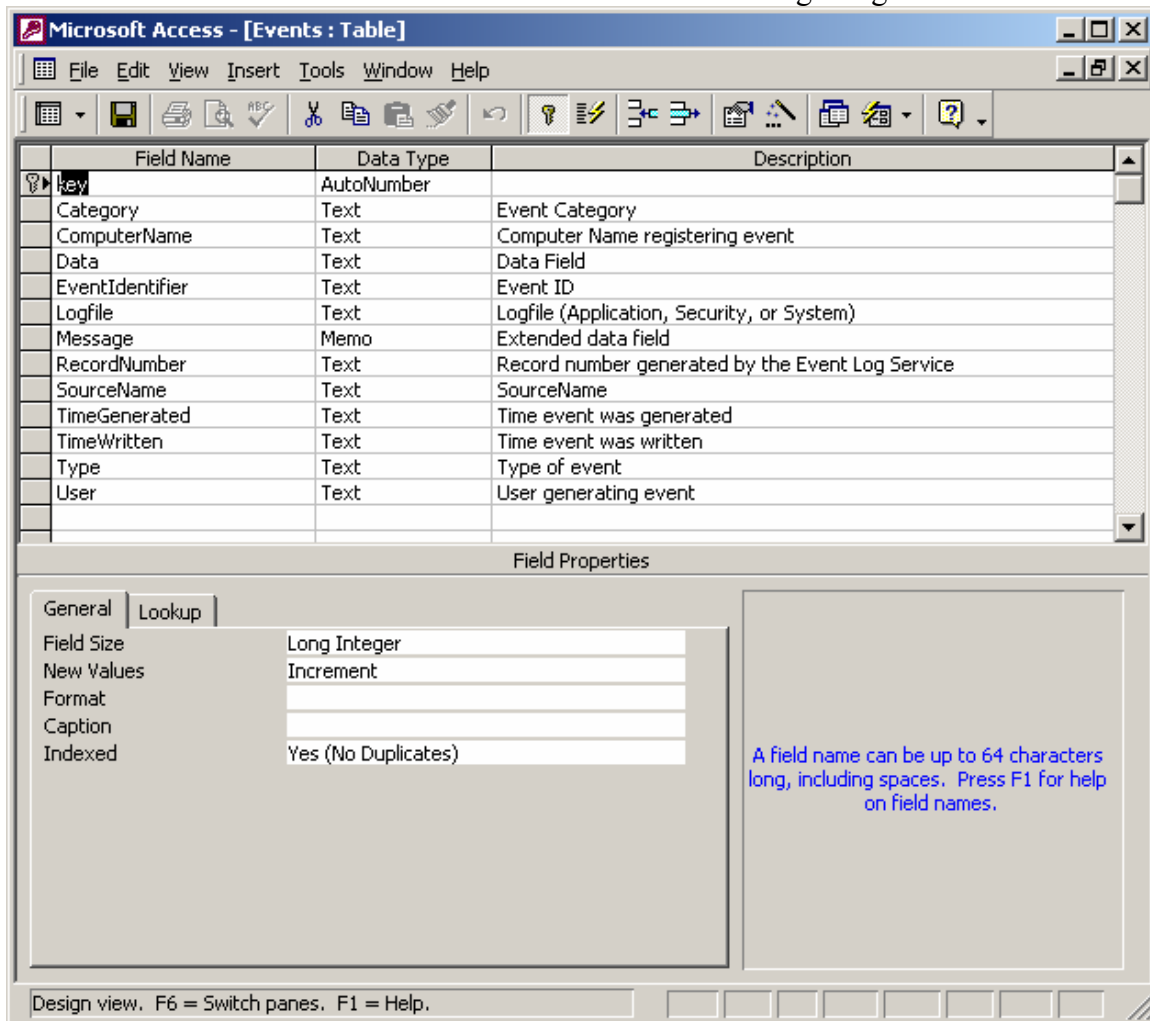 Microsoft Access - [Events : Table]
File Edit View Insert Tools Window Help
Field Name Data Type Description
key AutoNumber
Category Text Event Category
ComputerName Text Computer Name registering event
Data Text Data Field
EventIdentifier Text Event ID
Logfile Text Logfile (Application, Security, or System)
Message Memo Extended data field
RecordNumber Text Record number generated by the Event Log Service
SourceName Text SourceName
TimeGenerated Text Time event was generated
TimeWritten Text Time event was written
Type Text Type of event
User Text User generating event
Field Properties
General Lookup
Field Size Long Integer
New Values Increment
Format
Caption
Indexed Yes (No Duplicates)
A field name can be up to 64 characters
long, including spaces. Press F1 for help
on field names.
Design view. F6 = Switch panes. F1 = Help.